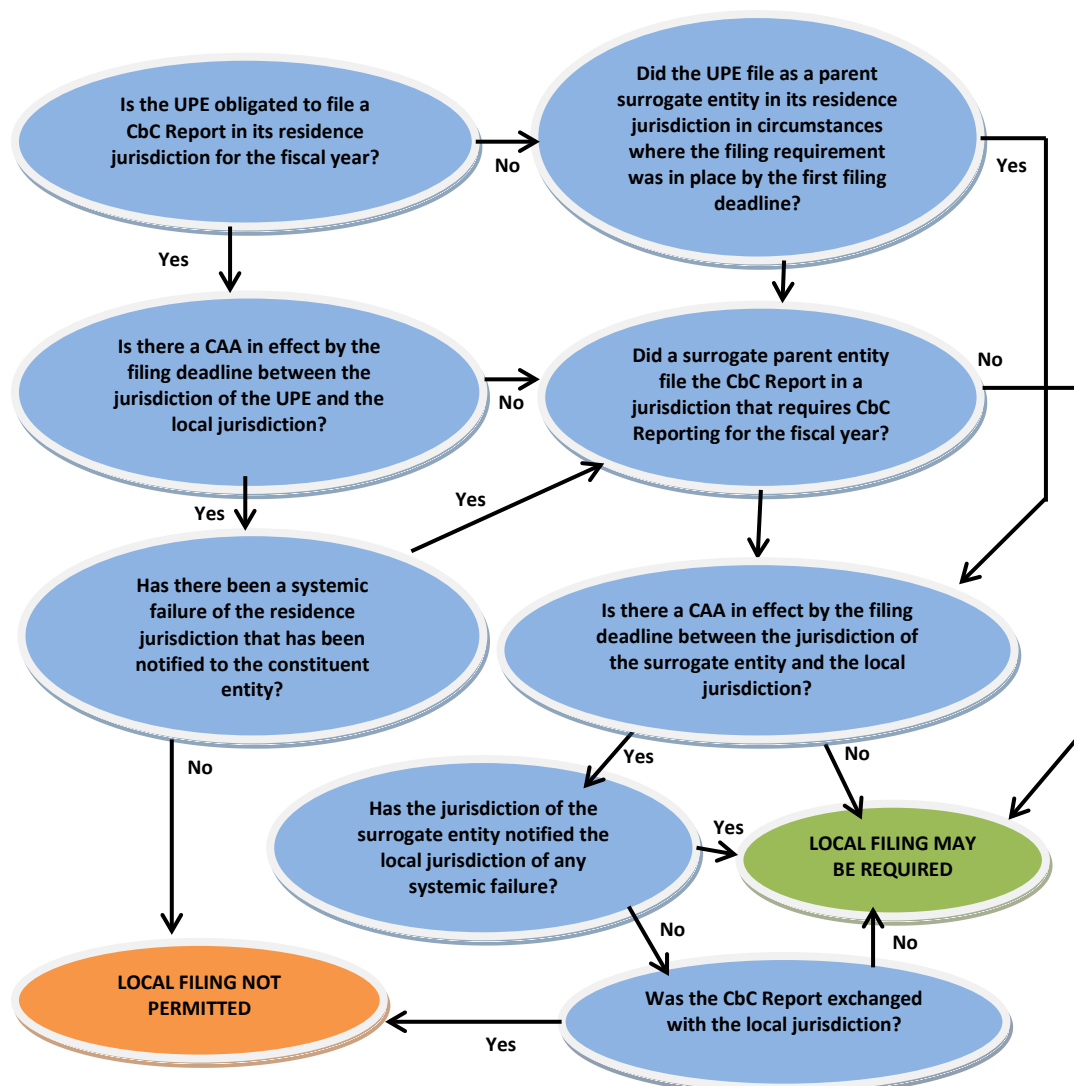 Is the UPE obligated to file a
CbC Report in its residence
jurisdiction for the fiscal year?
No
Did the UPE file as a parent
surrogate entity in its residence
jurisdiction in circumstances
where the filing requirement
was in place by the first filing
deadline?
Yes
Yes
Is there a CAA in effect by the
filing deadline between the
jurisdiction of the UPE and the
local jurisdiction?
No
Did a surrogate parent entity
file the CbC Report in a
jurisdiction that requires CbC
Reporting for the fiscal year?
No
Yes
Yes
Has there been a systemic
failure of the residence
jurisdiction that has been
notified to the constituent
entity?
Is there a CAA in effect by the filing
deadline between the jurisdiction of
the surrogate entity and the local
jurisdiction?
No
Yes
No
Has the jurisdiction of the
surrogate entity notified the
local jurisdiction of any
systemic failure?
Yes
LOCAL FILING MAY
BE REQUIRED
No
No
LOCAL FILING NOT
PERMITTED
Was the CbC Report exchanged
with the local jurisdiction?
Yes